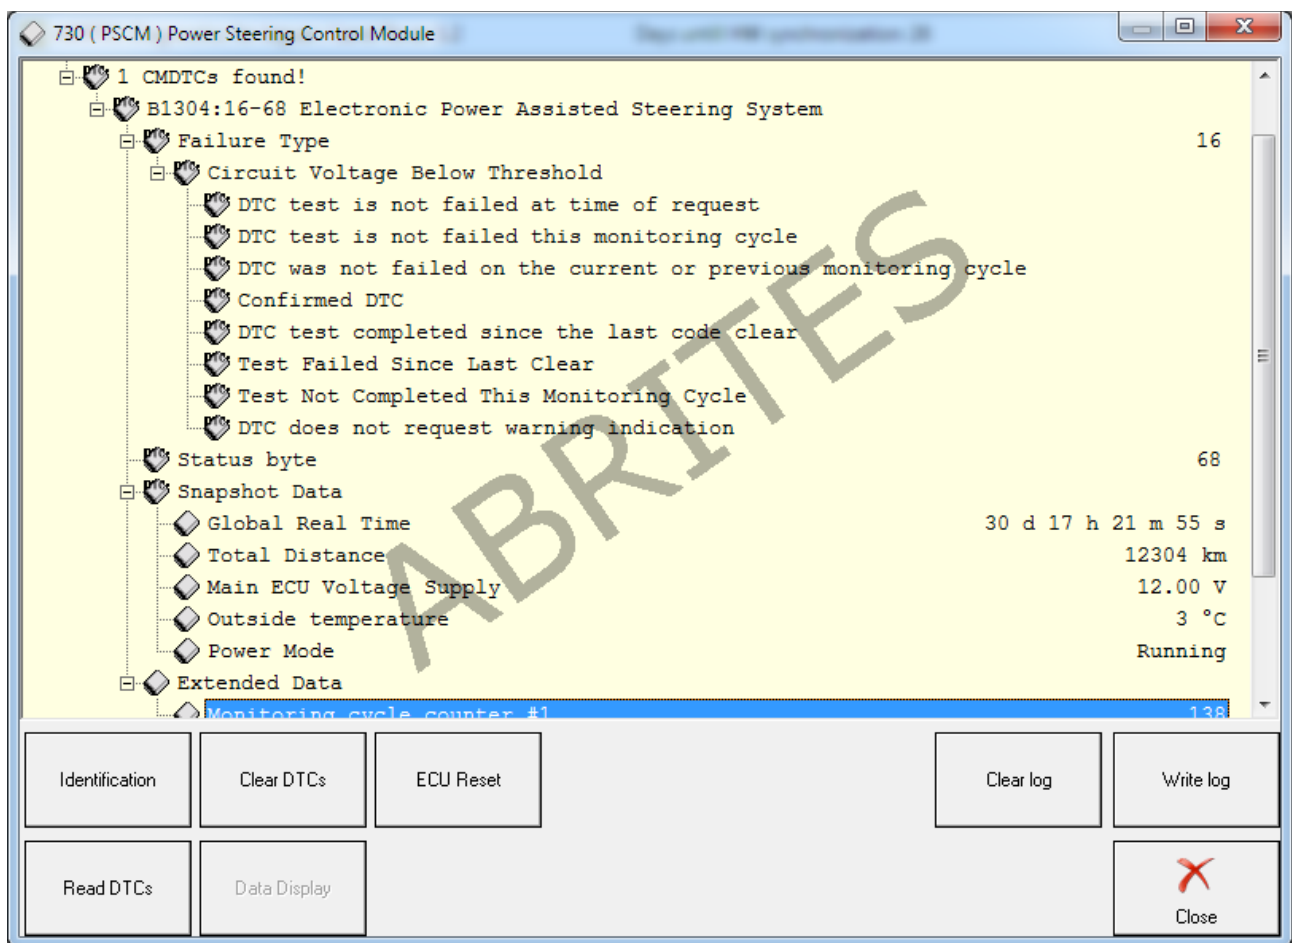 730 ( PSCM ) Power Steering Control Module
1 CMDTCs found!
B1304:16-68 Electronic Power Assisted Steering System
Failure Type 16
Circuit Voltage Below Threshold
DTC test is not failed at time of request
DTC test is not failed this monitoring cycle
DTC was not failed on the current or previous monitoring cycle
Confirmed DTC
DTC test completed since the last code clear
Test Failed Since Last Clear
Test Not Completed This Monitoring Cycle
DTC does not request warning indication
Status byte 68
Snapshot Data
Global Real Time 30 d 17 h 21 m 55 s
Total Distance 12304 km
Main ECU Voltage Supply 12.00 V
Outside temperature 3 °C
Power Mode Running
Extended Data
Monitoring cycle counter #1 138
ABRITES
Identification Clear DTCs ECU Reset Clear log Write log
Read DTCs Data Display Close